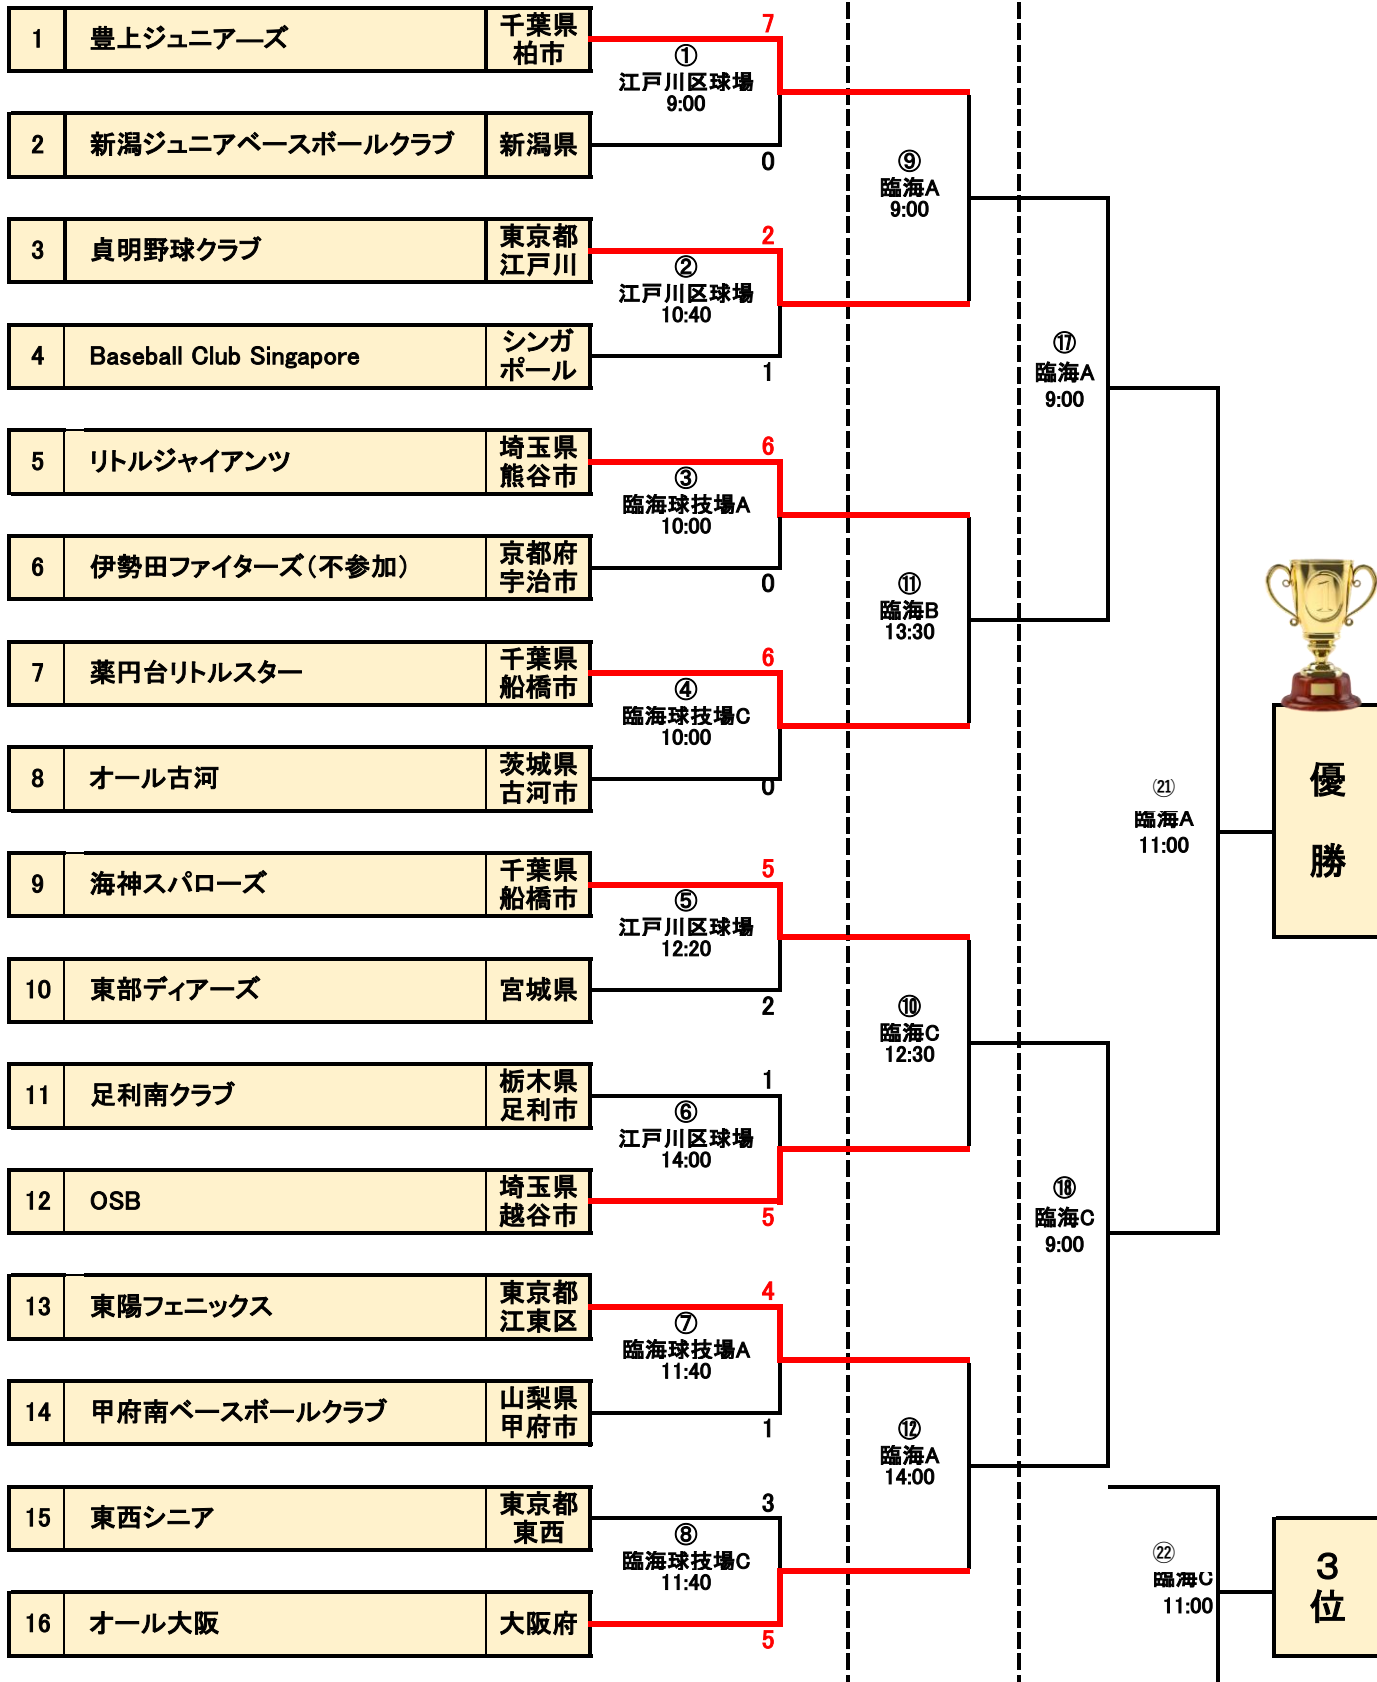 1 豊上ジュニア―ズ 千葉県
柏市
7
①
江戸川区球場
9:00
2 新潟ジュニアベースボールクラブ 新潟県
0
⑨
臨海A
9:00
3 貞明野球クラブ 東京都
江戸川
2
②
江戸川区球場
10:40
4 Baseball Club Singapore シンガ
ポール
1
⑰
臨海A
9:00
5 リトルジャイアンツ 埼玉県
熊谷市
6
③
臨海球技場A
10:00
6 伊勢田ファイターズ（不参加） 京都府
宇治市
0
⑪
臨海B
13:30
7 薬円台リトルスター 千葉県
船橋市
6
④
臨海球技場C
10:00
8 オール古河 茨城県
古河市
0
㉑
臨海A
11:00
優
勝
9 海神スパローズ 千葉県
船橋市
5
⑤
江戸川区球場
12:20
10 東部ディアーズ 宮城県
2
⑩
臨海C
12:30
11 足利南クラブ 栃木県
足利市
1
⑥
江戸川区球場
14:00
12 OSB 埼玉県
越谷市
5
⑱
臨海C
9:00
13 東陽フェニックス 東京都
江東区
4
⑦
臨海球技場A
11:40
14 甲府南ベースボールクラブ 山梨県
甲府市
1
⑫
臨海A
14:00
15 東西シニア 東京都
東西
3
⑧
臨海球技場C
11:40
16 オール大阪 大阪府
5
㉒
臨海C
11:00
３
位